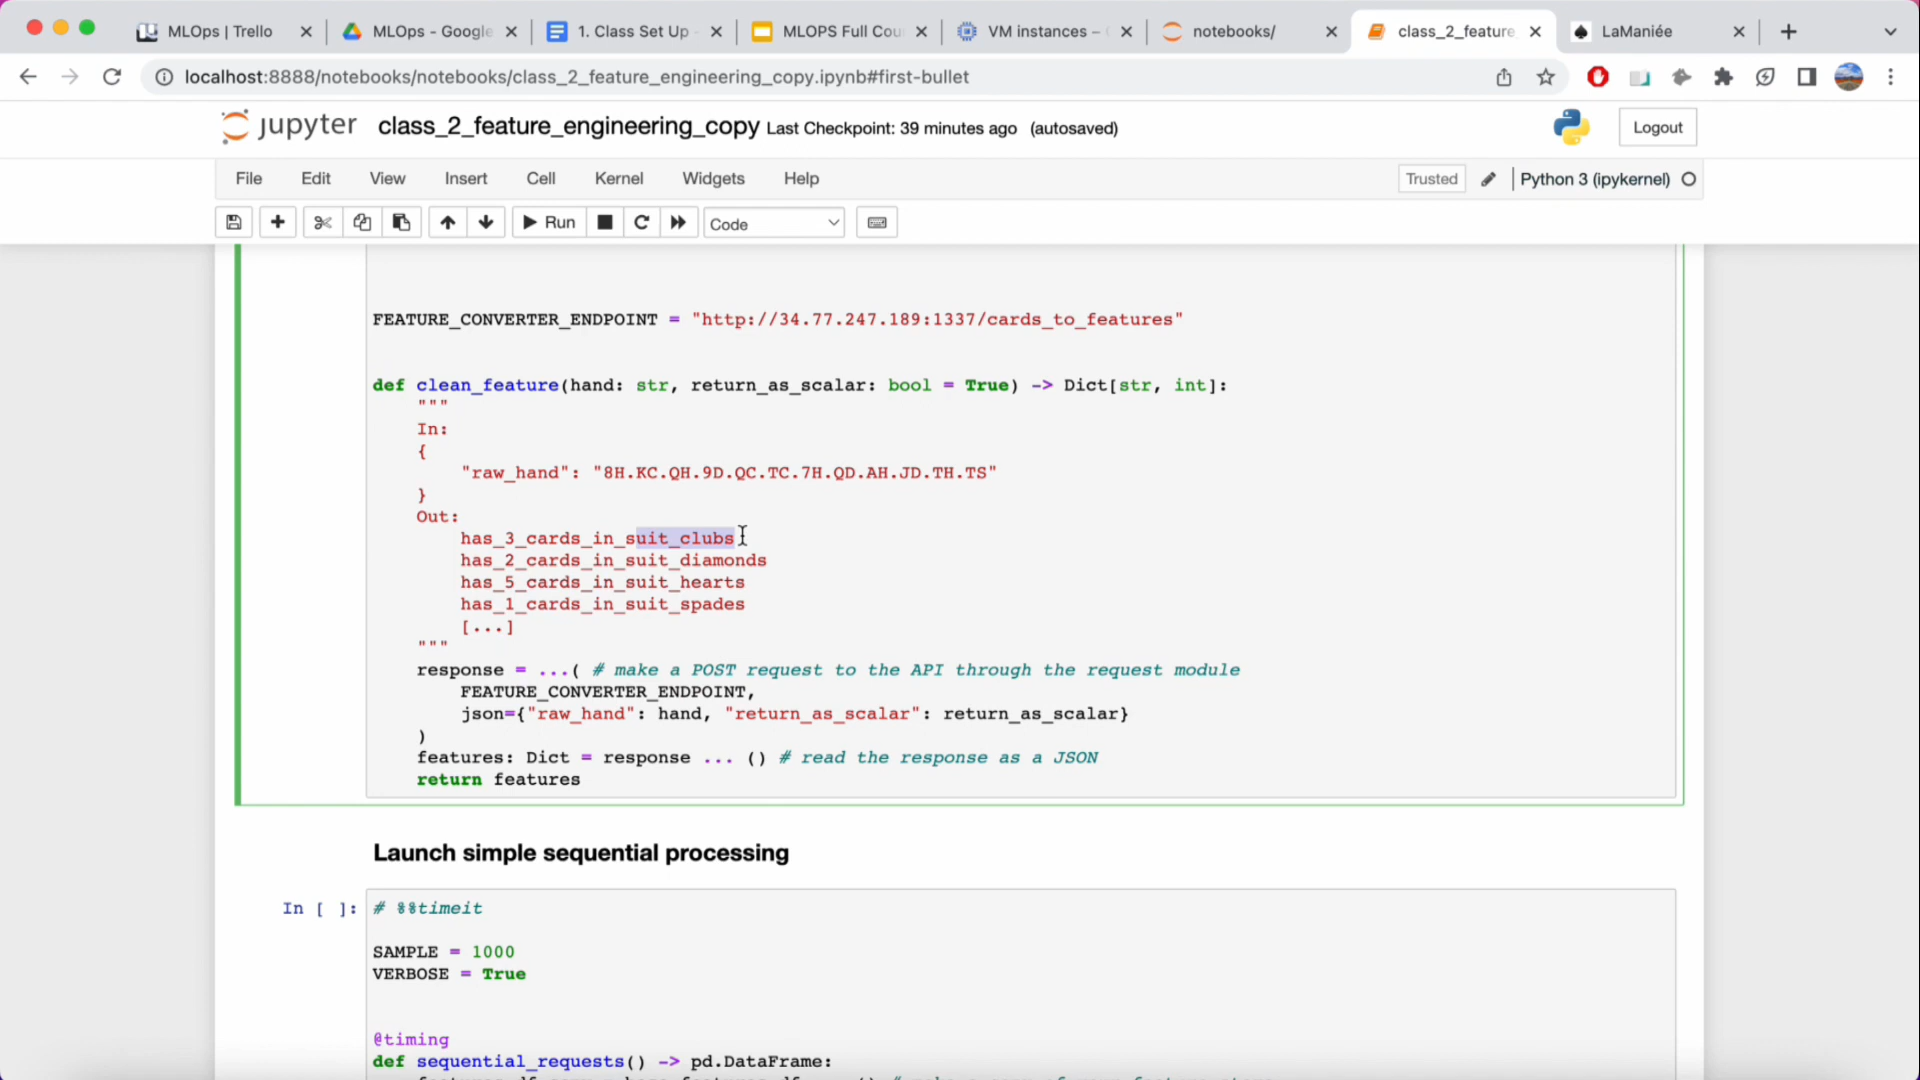 MLOps | Trello
MLOps - Google
1. Class Set Up -
MLOPS Full Cou
VM instances –
notebooks/
class_2_feature
LaManiée
localhost:8888/notebooks/notebooks/class_2_feature_engineering_copy.ipynb#first-bullet
jupyter class_2_feature_engineering_copy Last Checkpoint: 39 minutes ago (autosaved)
Logout
File Edit View Insert Cell Kernel Widgets Help
Trusted
Python 3 (ipykernel)
Run
Code
FEATURE_CONVERTER_ENDPOINT = "http://34.77.247.189:1337/cards_to_features"
def clean_feature(hand: str, return_as_scalar: bool = True) -> Dict[str, int]:
"""
In:
{
"raw_hand": "8H.KC.QH.9D.QC.TC.7H.QD.AH.JD.TH.TS"
}
Out:
has_3_cards_in_suit_clubs
has_2_cards_in_suit_diamonds
has_5_cards_in_suit_hearts
has_1_cards_in_suit_spades
[...]
"""
response = ...( # make a POST request to the API through the request module
FEATURE_CONVERTER_ENDPOINT,
json={"raw_hand": hand, "return_as_scalar": return_as_scalar}
)
features: Dict = response ... () # read the response as a JSON
return features
Launch simple sequential processing
In [ ]: # %%timeit
SAMPLE = 1000
VERBOSE = True
@timing
def sequential_requests() -> pd.DataFrame: